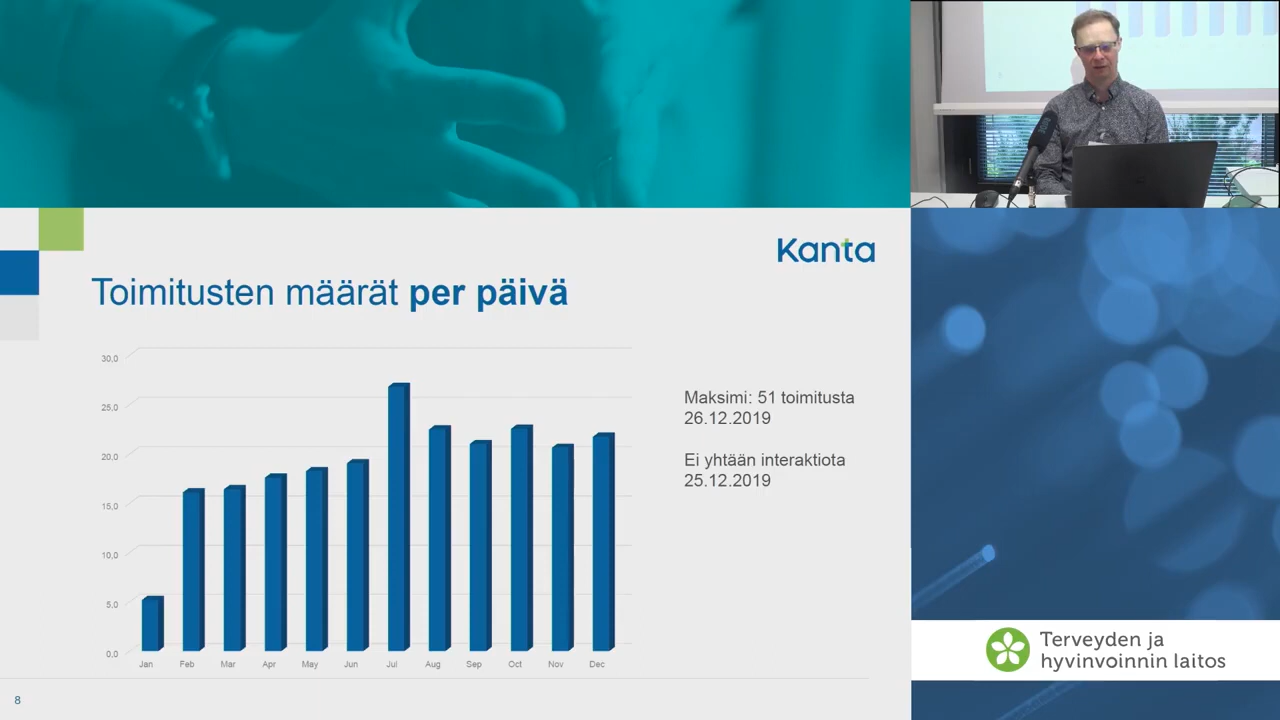 Kanta
Toimitusten määrät per päivä
30,0
25,0
20,0
15,0
10,0
5,0
0,0
Jan Feb Mar Apr May Jun Jul Aug Sep Oct Nov Dec
Maksimi: 51 toimitusta
26.12.2019
Ei yhtään interaktiota
25.12.2019
8
Terveyden ja
hyvinvoinnin laitos